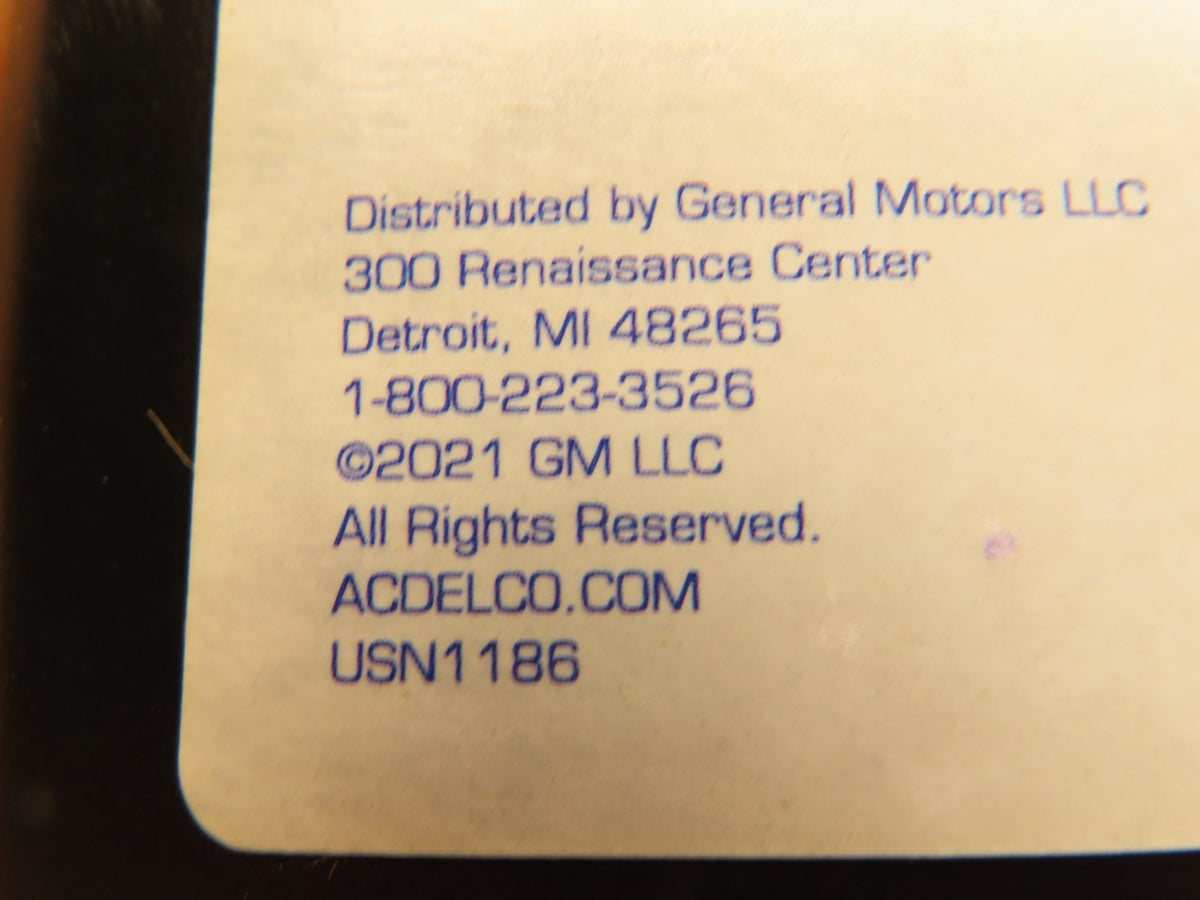 Distributed by General Motors LLC
300 Renaissance Center
Detroit, MI 48265
1-800-223-3526
©2021 GM LLC
All Rights Reserved.
ACDELCO.COM
USN1186